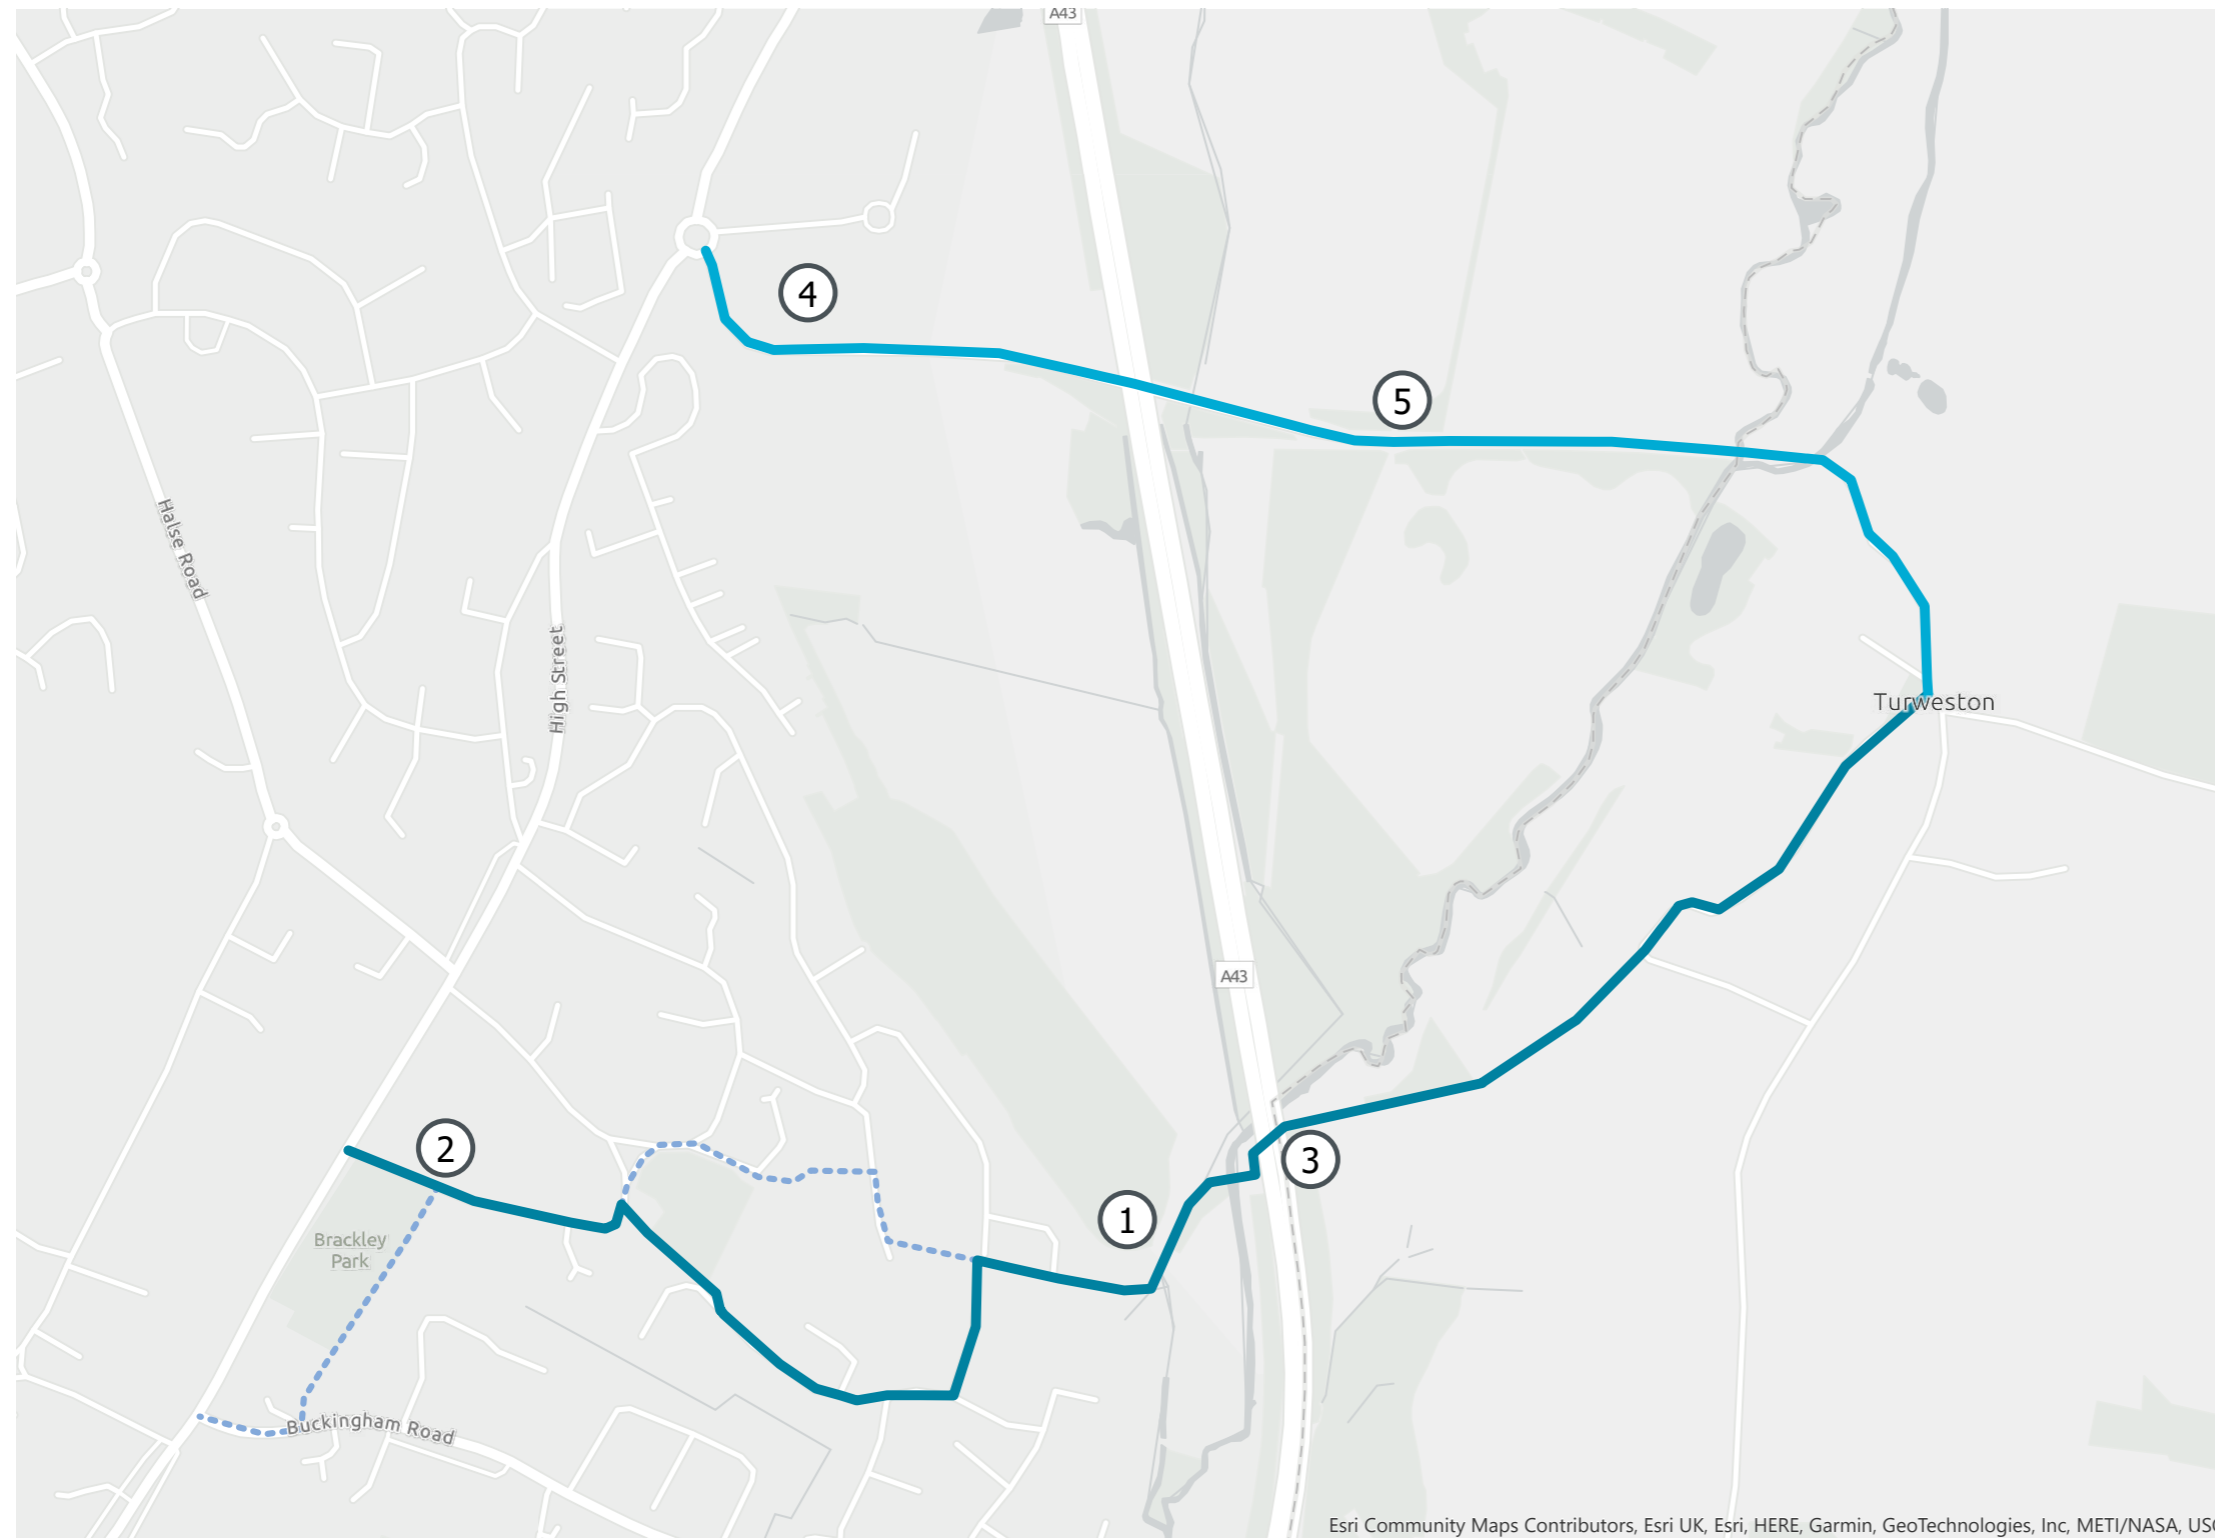 A43
4
5
Halse Road
High Street
Turweston
A43
2
3
1
Brackley
Park
Buckingham Road
Esri Community Maps Contributors, Esri UK, Esri, HERE, Garmin, GeoTechnologies, Inc, METI/NASA,